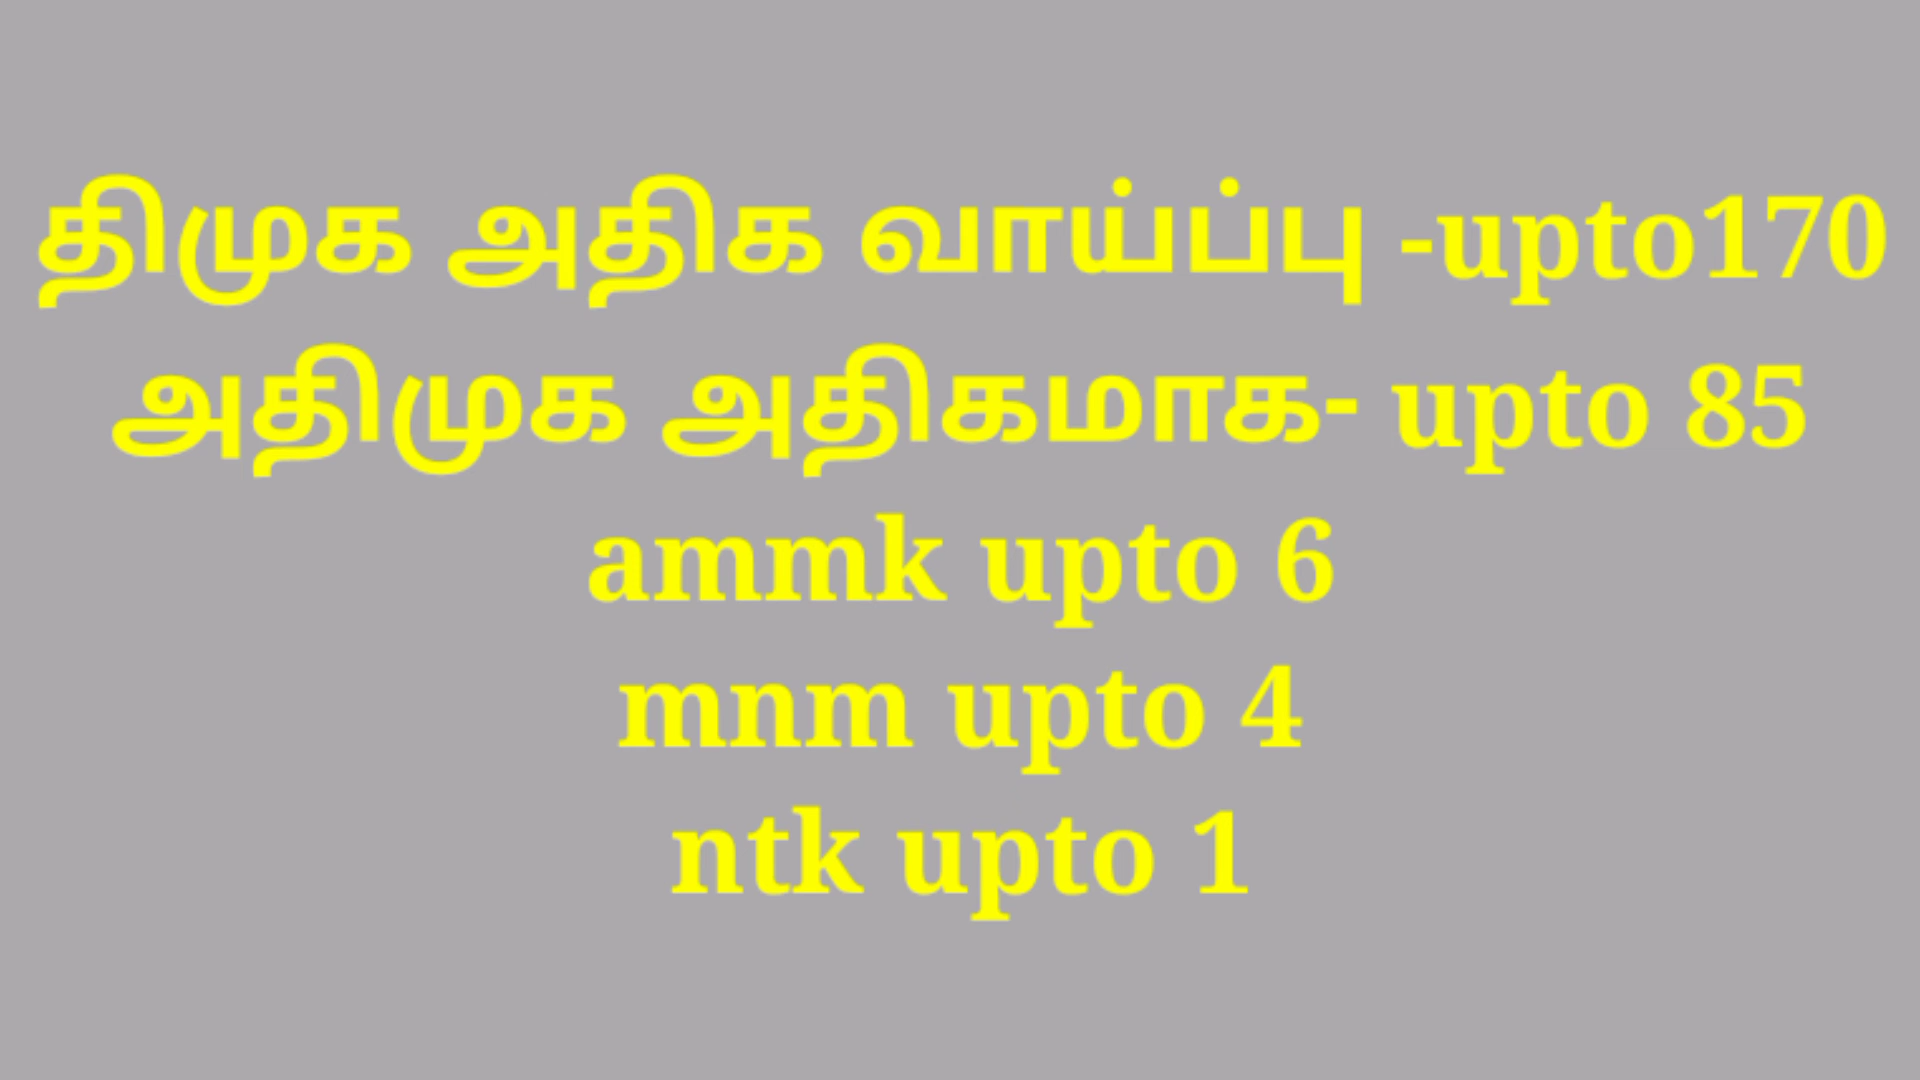 திமுக அதிக வாய்ப்பு -upto170
அதிமுக அதிகமாக- upto 85
ammk upto 6
mnm upto 4
ntk upto 1